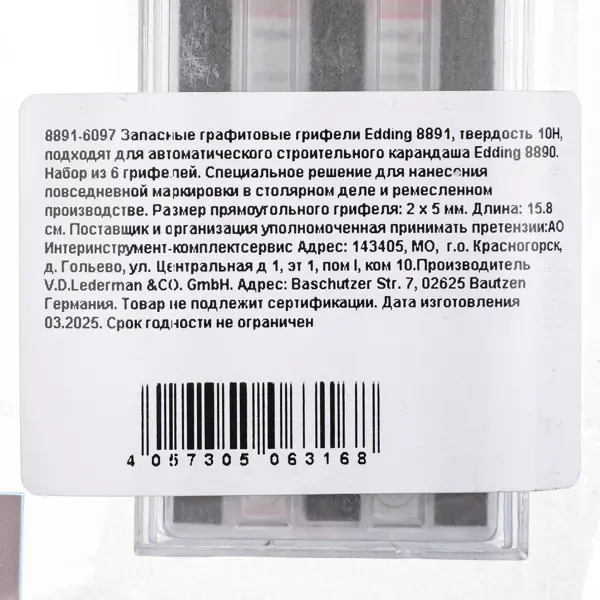 8891-6097 Запасные графитовые грифели Edding 8891, твердость 10H,
подходят для автоматического строительного карандаша Edding 8890.
Набор из 6 грифелей. Специальное решение для нанесения
повседневной маркировки в столярном деле и ремесленном
производстве. Размер прямоугольного грифеля: 2 x 5 мм. Длина: 15.8
см. Поставщик и организация уполномоченная принимать претензии:АО
Интеринструмент-комплектсервис Адрес: 143405, МО, г.о. Красногорск,
д. Гольево, ул. Центральная д 1, эт 1, пом I, ком 10.Производитель
V.D.Lederman &CO. GmbH. Адрес: Baschutzer Str. 7, 02625 Bautzen
Германия. Товар не подлежит сертификации. Дата изготовления
03.2025. Срок годности не ограничен
4 057305 063168